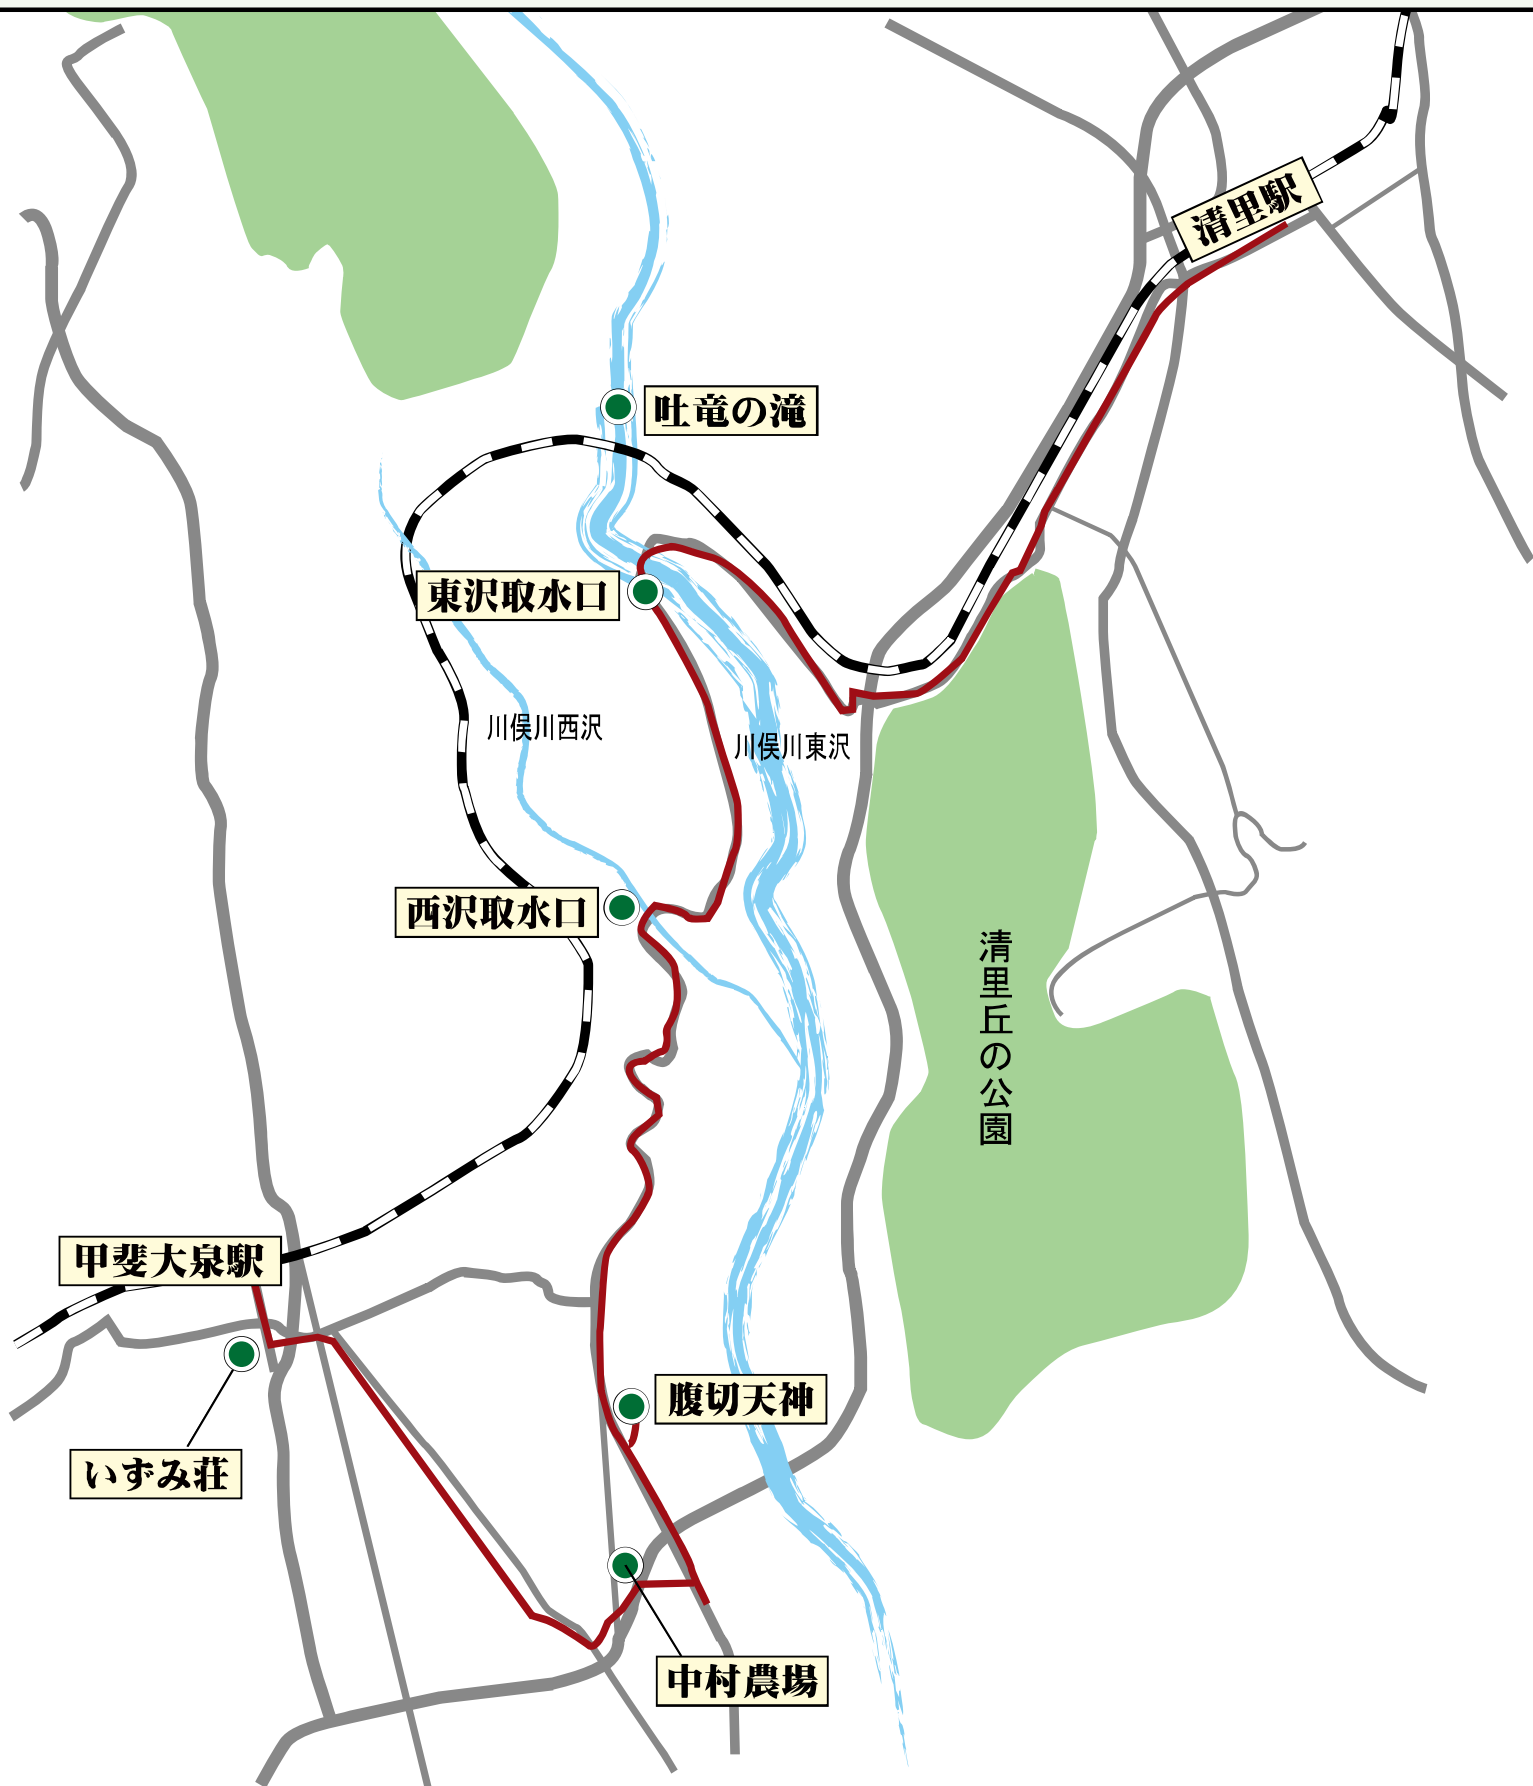 清里駅
吐竜の滝
東沢取水口
川俣川西沢
川俣川東沢
西沢取水口
清里丘の公園
甲斐大泉駅
腹切天神
いずみ荘
中村農場